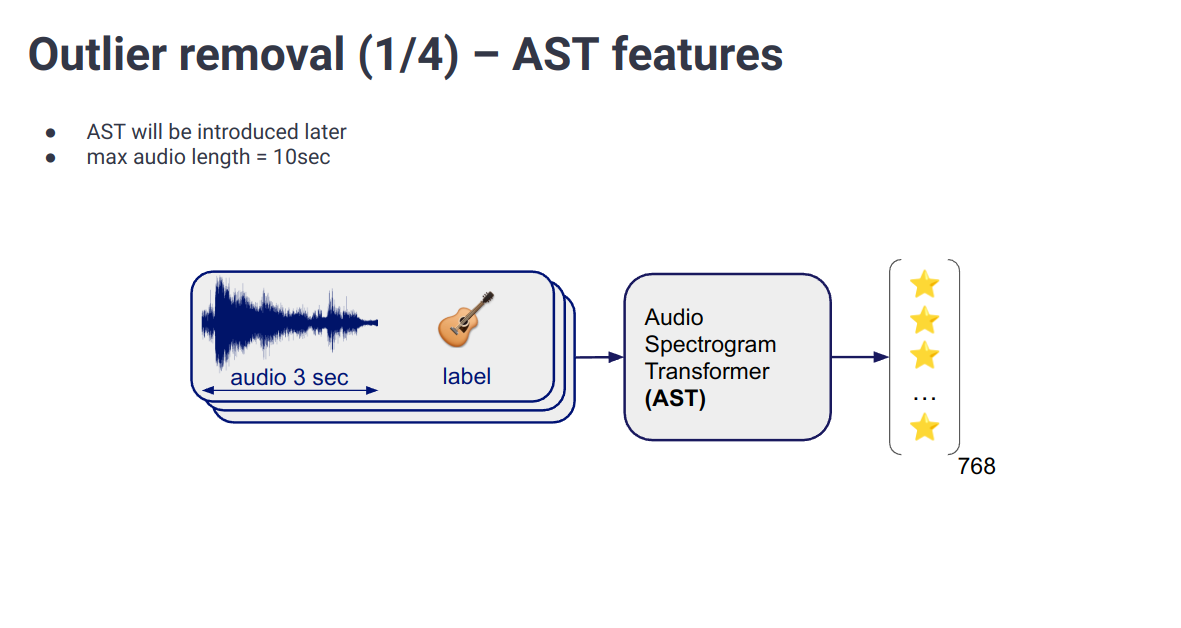 Outlier removal (1/4) – AST features
● AST will be introduced later
● max audio length = 10sec
audio 3 sec
label
Audio
Spectrogram
Transformer
(AST)
...
768